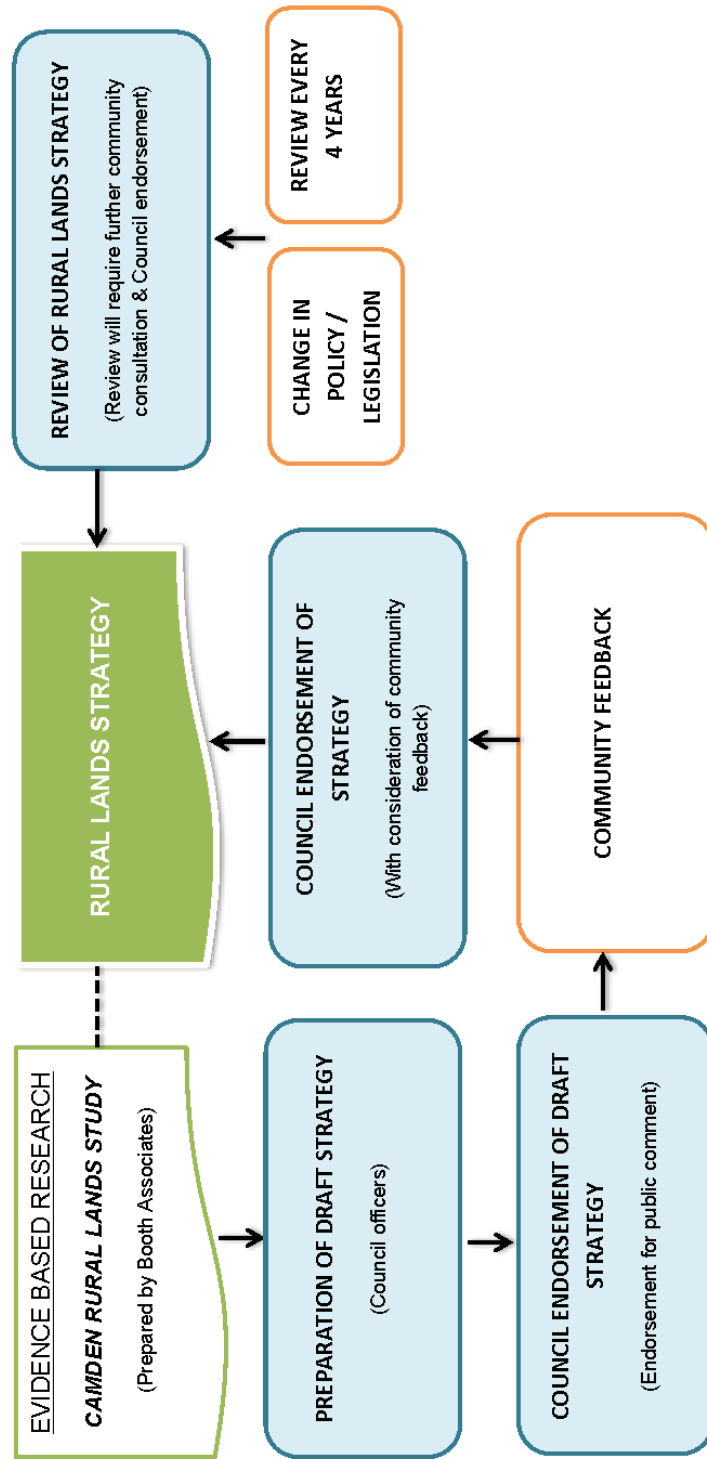 EVIDENCE BASED RESEARCH
CAMDEN RURAL LANDS STUDY
(Prepared by Booth Associates)
PREPARATION OF DRAFT STRATEGY
(Council officers)
COUNCIL ENDORSEMENT OF DRAFT
STRATEGY
(Endorsement for public comment)
COMMUNITY FEEDBACK
COUNCIL ENDORSEMENT OF
STRATEGY
(With consideration of community
feedback)
RURAL LANDS STRATEGY
REVIEW OF RURAL LANDS STRATEGY
(Review will require further community
consultation & Council endorsement)
CHANGE IN
POLICY /
LEGISLATION
REVIEW EVERY
4 YEARS